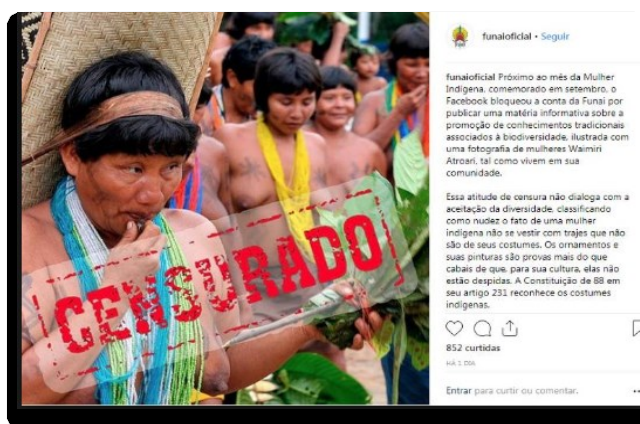 funaioficial • Seguir
funaioficial Próximo ao mês da Mulher
Indígena, comemorado em setembro, o
Facebook bloqueou a conta da Funai por
publicar uma matéria informativa sobre a
promoção de conhecimentos tradicionais
associados à biodiversidade, ilustrada com
uma fotografia de mulheres Waimiri
Atroari, tal como vivem em sua
comunidade.
Essa atitude de censura não dialoga com a
aceitação da diversidade, classificando
como nudez o fato de uma mulher
indígena não se vestir com trajes que não
são de seus costumes. Os ornamentos e
suas pinturas são provas mais do que
cabais de que, para sua cultura, elas não
estão despidas. A Constituição de 88 em
seu artigo 231 reconhece os costumes
indígenas.
CENSURADO
852 curtidas
HÁ 1 DIA
Entrar para curtir ou comentar.